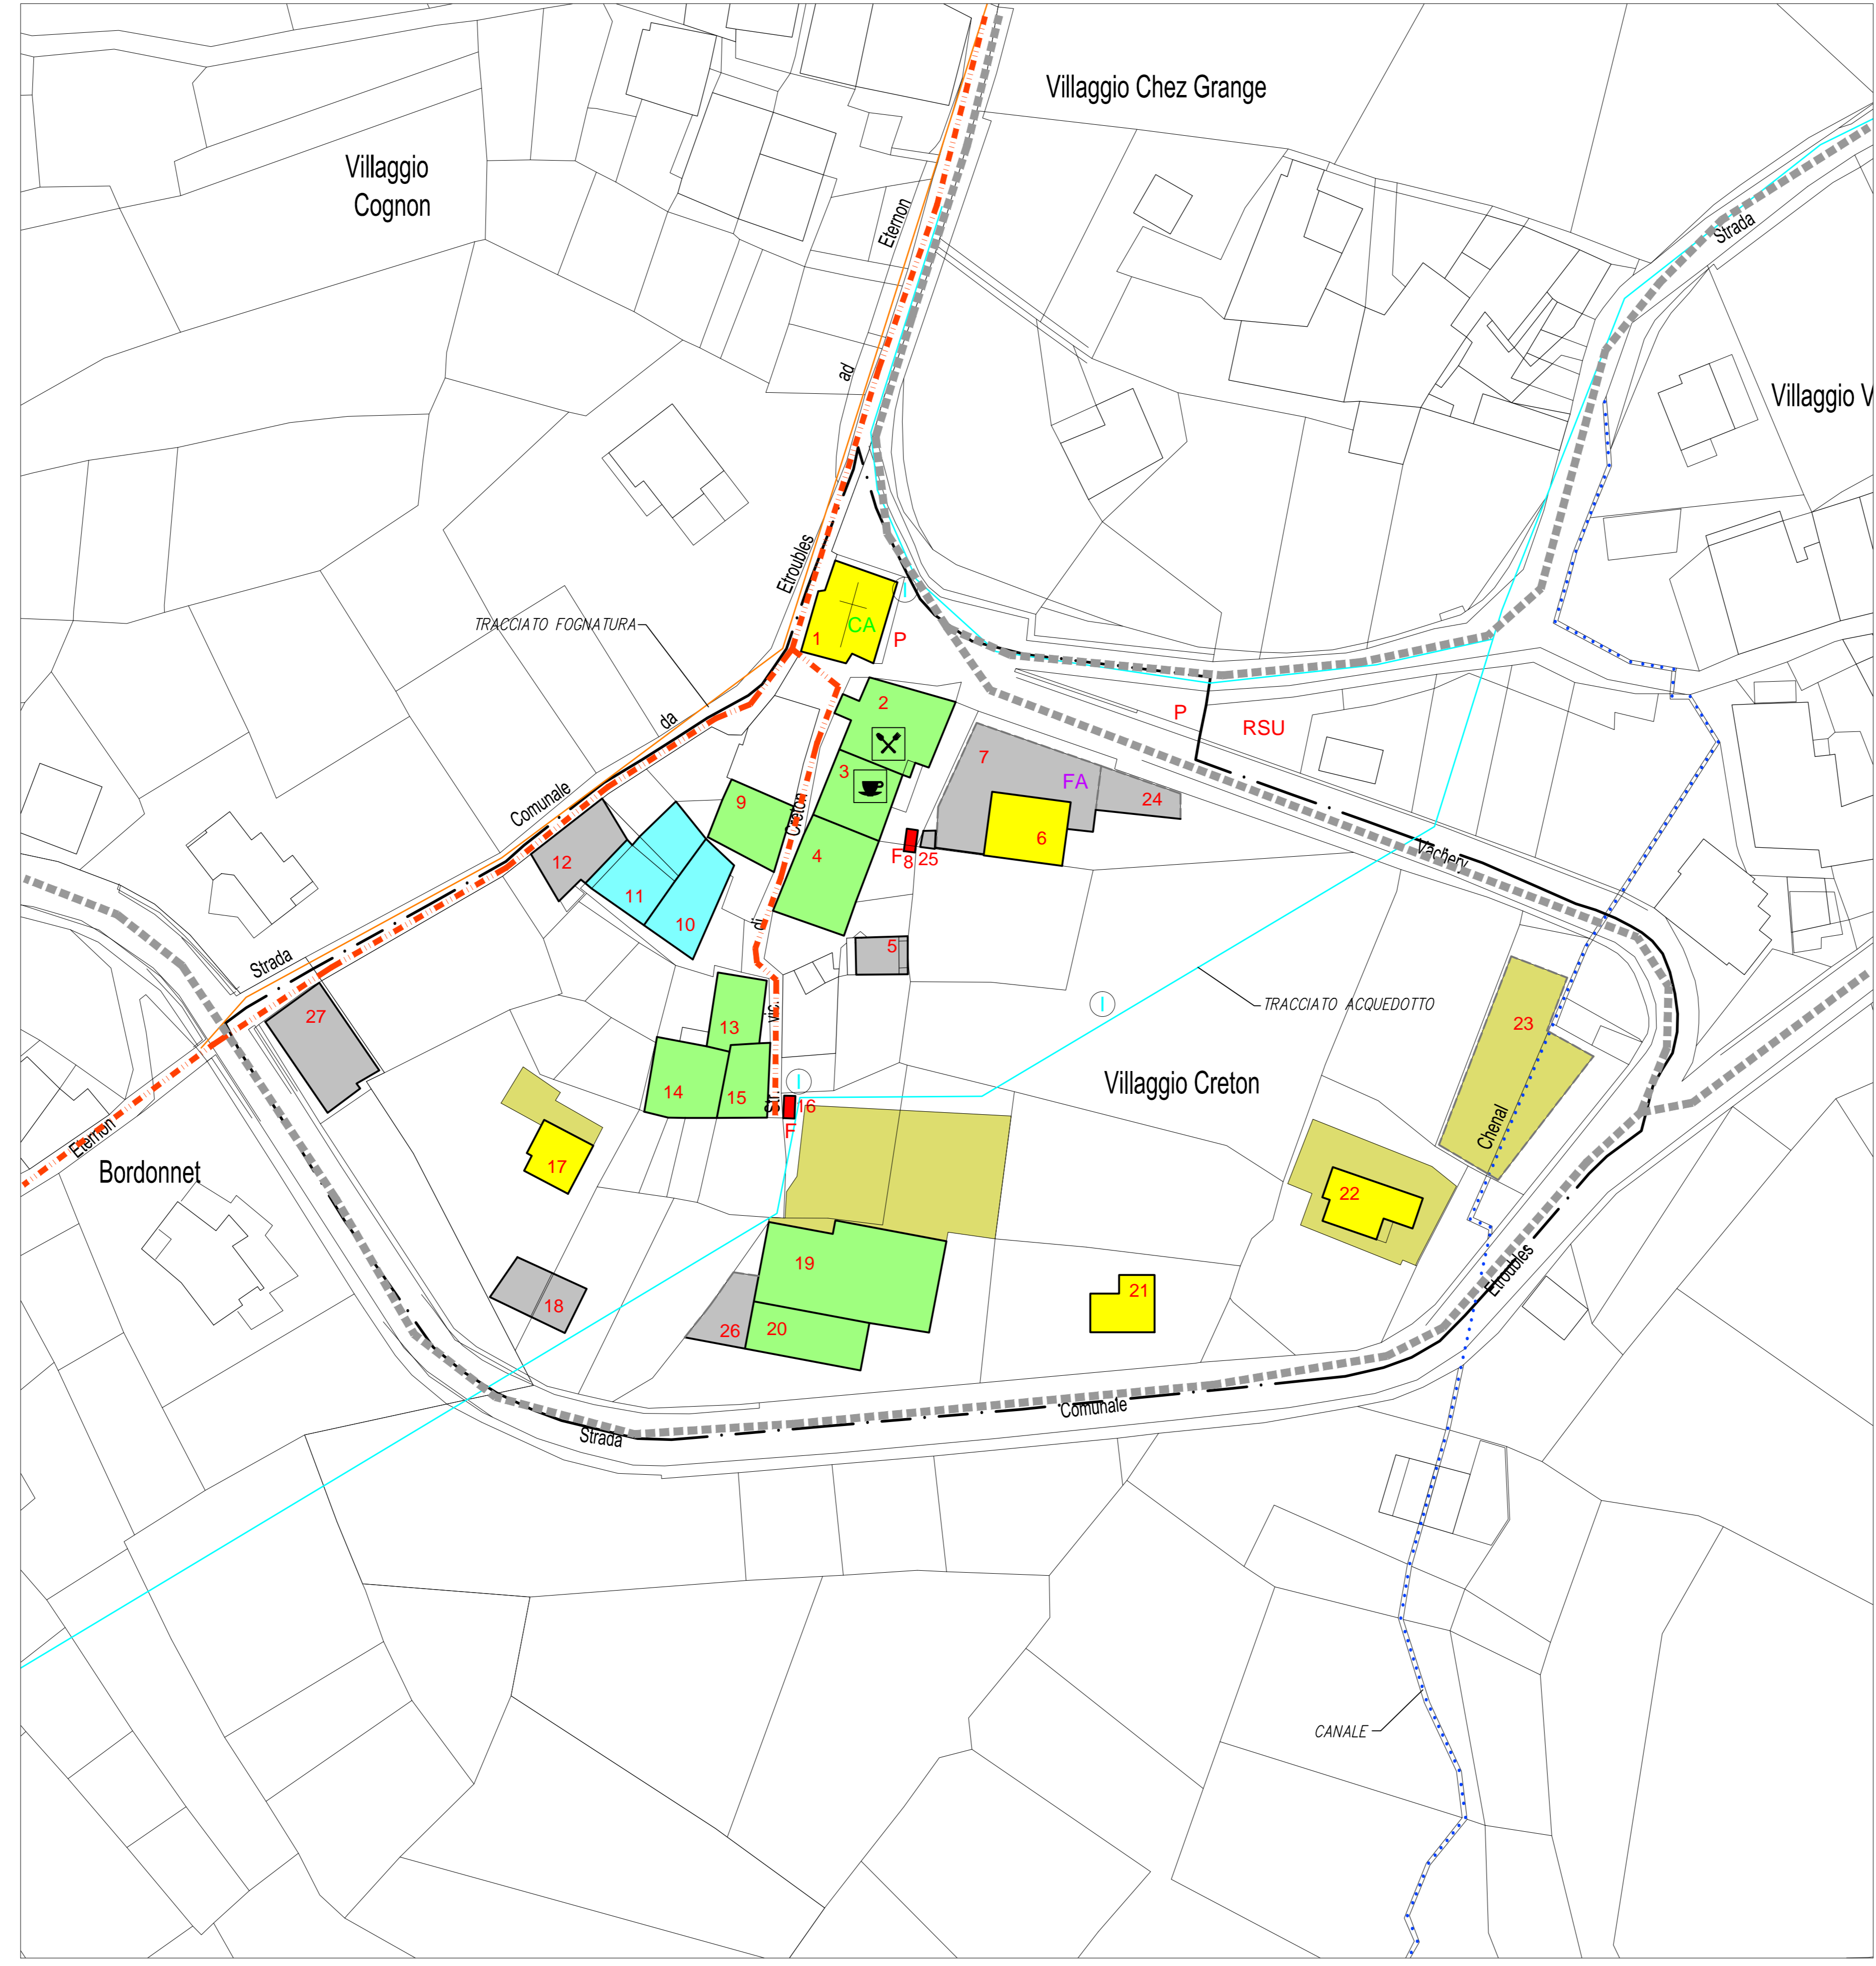 Villaggio Chez Grange
Villaggio
Cognon
Eternon
Strada
ad
Villaggio V
Etroubles
TRACCIATO FOGNATURA
1
CA
P
2
da
P
RSU
7
3
FA
24
Comunale
9
Creton
6
4
F
8
25
12
Vachery
11
10
di
5
Strada
27
TRACCIATO ACQUEDOTTO
vic.
13
23
Villaggio Creton
14
15
Str.
16
F
Eternon
Bordonnet
17
Chenal
22
19
Etroubles
21
18
26
20
Comunale
Strada
CANALE